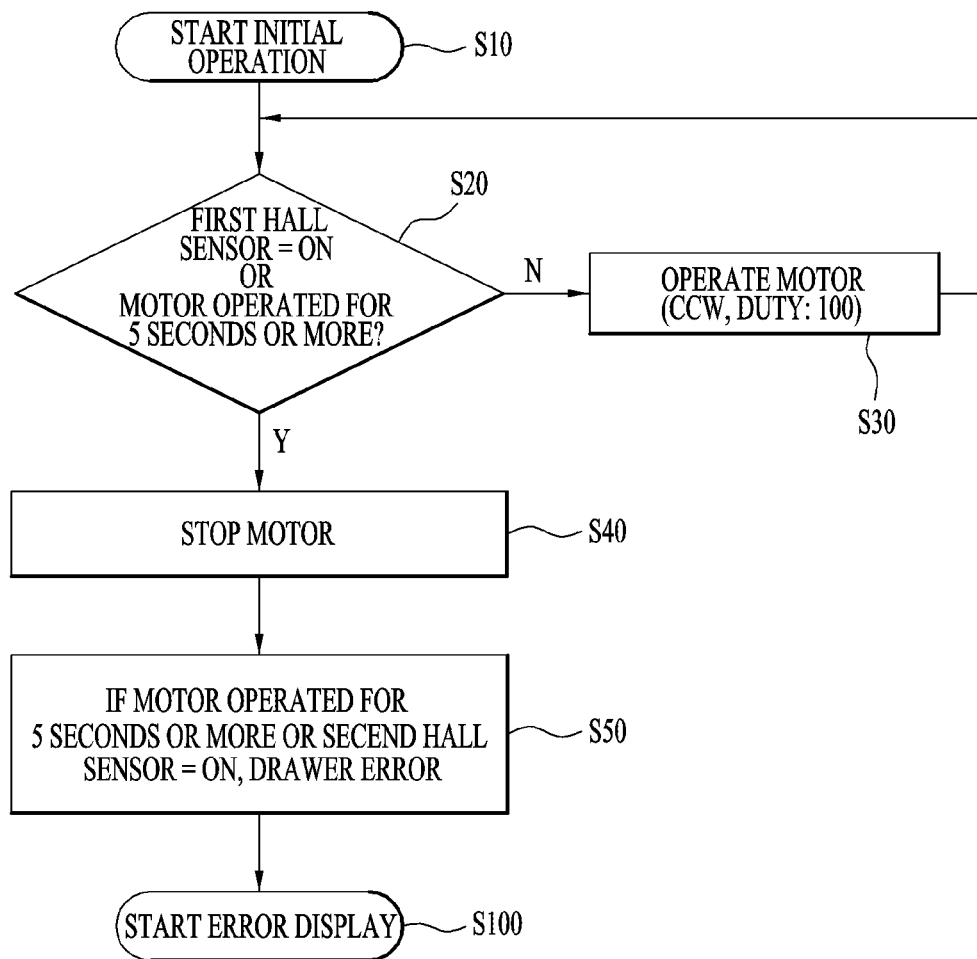 START INITIAL
OPERATION
S10
S20
FIRST HALL
SENSOR = ON
OR
MOTOR OPERATED FOR
5 SECONDS OR MORE?
N
OPERATE MOTOR
(CCW, DUTY: 100)
S30
Y
STOP MOTOR
S40
IF MOTOR OPERATED FOR
5 SECONDS OR MORE OR SECEND HALL
SENSOR = ON, DRAWER ERROR
S50
START ERROR DISPLAY
S100